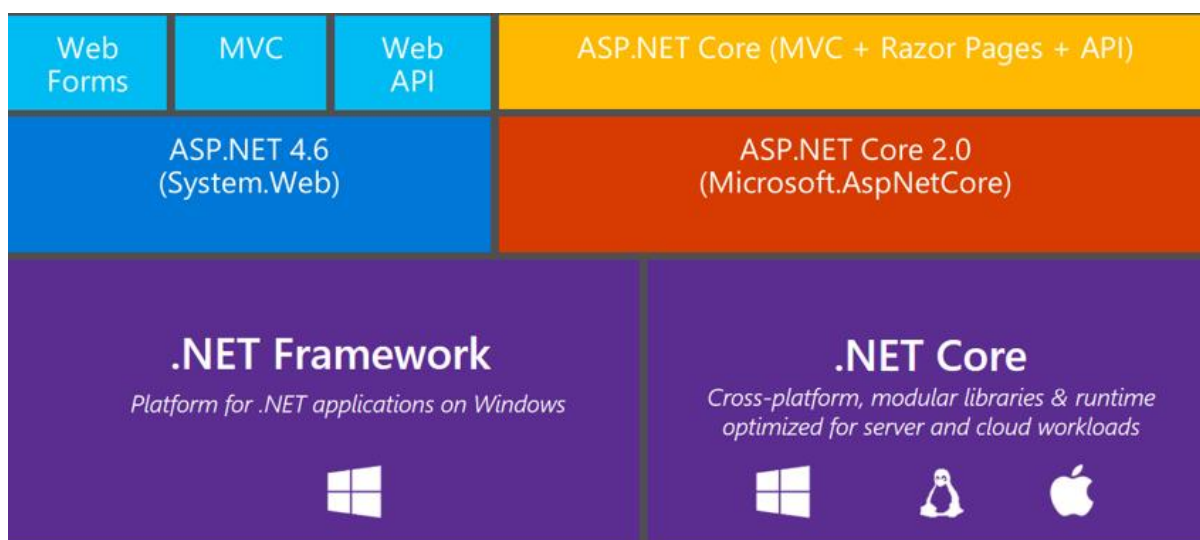 Web
Forms
MVC
Web
API
ASP.NET Core (MVC + Razor Pages + API)
ASP.NET 4.6
(System.Web)
ASP.NET Core 2.0
(Microsoft.AspNetCore)
.NET Framework
Platform for .NET applications on Windows
.NET Core
Cross-platform, modular libraries & runtime
optimized for server and cloud workloads